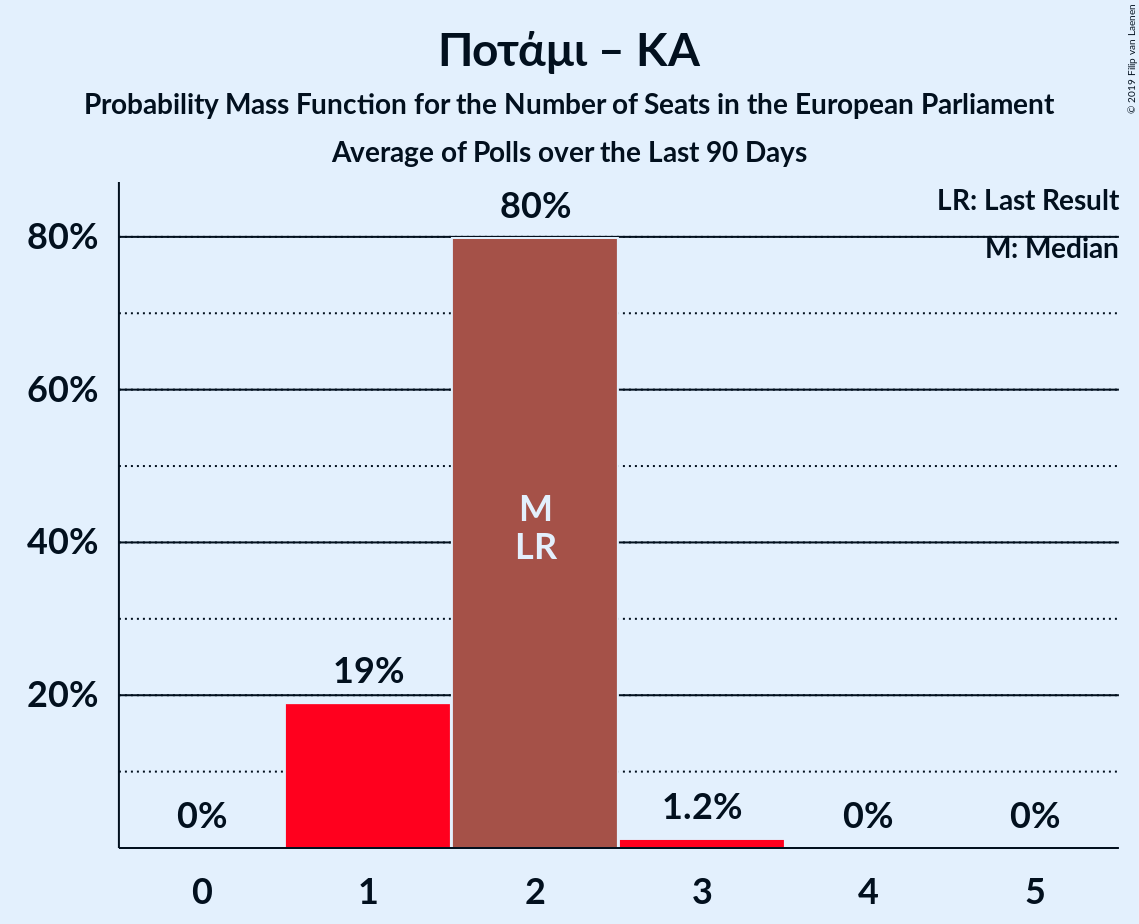 Ποτάμι – ΚΑ
Probability Mass Function for the Number of Seats in the European Parliament
Average of Polls over the Last 90 Days
© 2019 Filip van Laenen
LR: Last Result
M: Median
80%
60%
40%
20%
0%
19%
80%
M
LR
1.2%
0%
0%
0 1 2 3 4 5